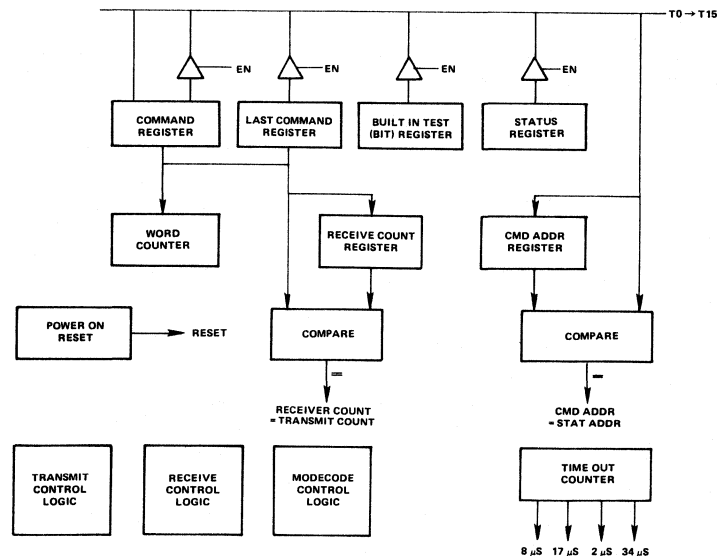 T0 → T15
EN
EN
EN
EN
COMMAND
REGISTER
LAST COMMAND
REGISTER
BUILT IN TEST
(BIT) REGISTER
STATUS
REGISTER
WORD
COUNTER
RECEIVE COUNT
REGISTER
CMD ADDR
REGISTER
POWER ON
RESET
RESET
COMPARE
COMPARE
=
=
RECEIVER COUNT
= TRANSMIT COUNT
CMD ADDR
= STAT ADDR
TRANSMIT
CONTROL
LOGIC
RECEIVE
CONTROL
LOGIC
MODECODE
CONTROL
LOGIC
TIME OUT
COUNTER
8 μS 17 μS 2 μS 34 μS